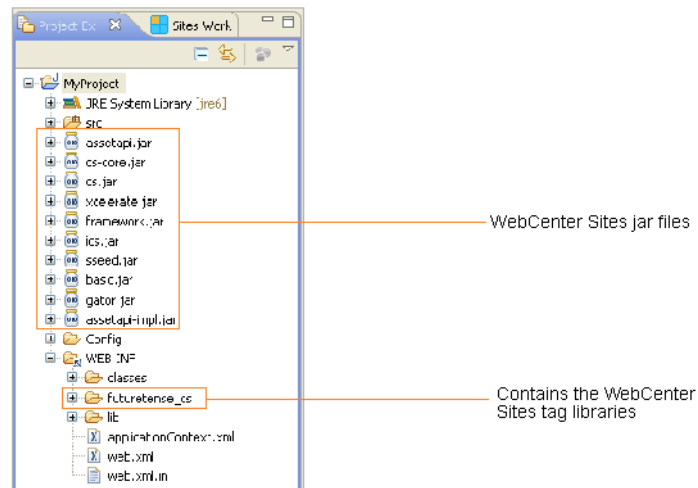 Project Ex
Sites Work
MyProject
JRE System Library [jre6]
src
assetapi.jar
cs-core.jar
cs.jar
xcelerate.jar
framework.jar
ics.jar
sseed.jar
basic.jar
gator.jar
assetapi-impl.jar
Config
WEB-INF
classes
futuretense_cs
lib
applicationContext.xml
web.xml
web.xml.in
WebCenter Sites jar files
Contains the WebCenter
Sites tag libraries